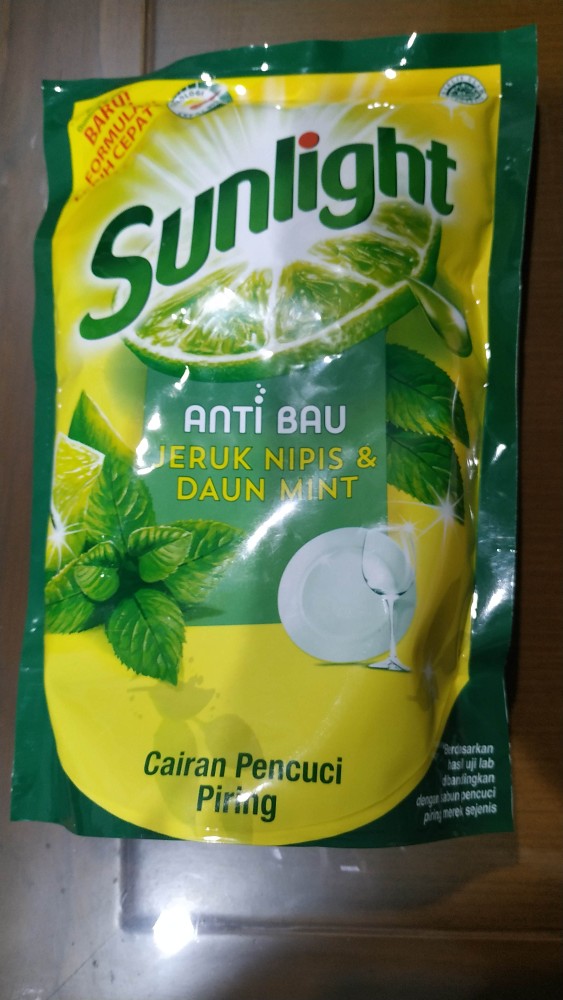 BARU!
FORMULA
CEPAT
Sunlight
ANTI BAU
JERUK NIPIS &
DAUN MINT
Cairan Pencuci
Piring
*Berdasarkan
hasil uji lab
dibandingkan
dengan sabun pencuci
piring merek sejenis